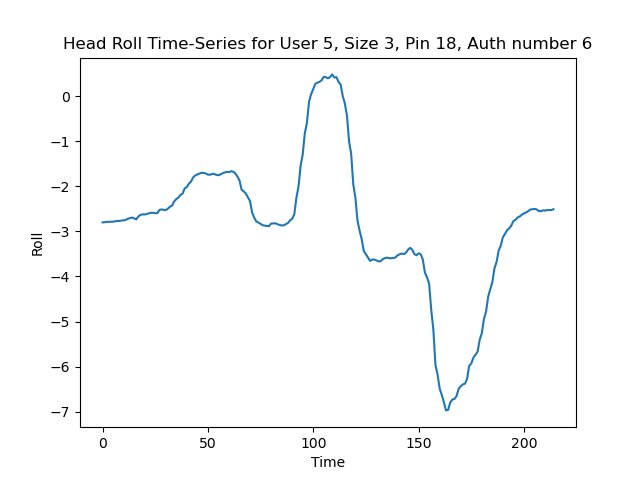 Head Roll Time-Series for User 5, Size 3, Pin 18, Auth number 6
0
−1
−2
−3
−4
−5
−6
−7
Roll
0 50 100 150 200
Time